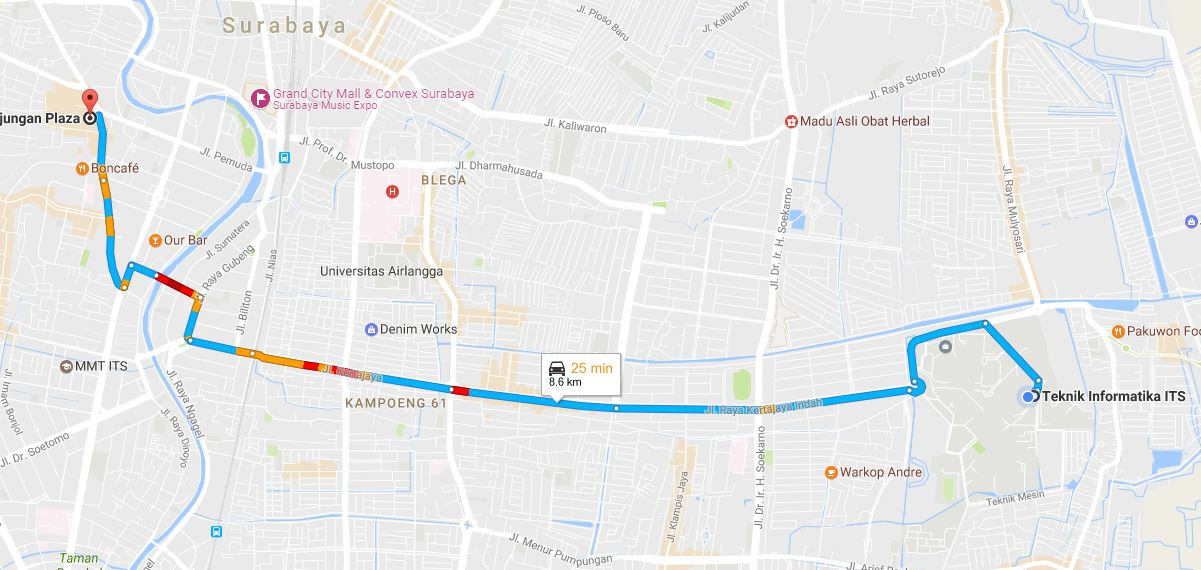 Surabaya
Jl. Ploso Baru
Jl. Kalijudan
Grand City Mall & Convex Surabaya
Surabaya Music Expo
Jl. Raya Sutorejo
jungan Plaza
Jl. Kaliwaron
Madu Asli Obat Herbal
Jl. Pemuda
Jl. Prof. Dr. Mustopo
Jl. Dharmahusada
Boncafé
BLEGA
H
Jl. Raya Mulyosari
Jl. Dr. Ir. H. Soekarno
Our Bar
Jl. Sumatera
Raya Gubeng
Jl. Nias
Universitas Airlangga
Jl. Biliton
Denim Works
Pakuwon Foo
MMT ITS
25 min
8.6 km
Jl. Kertajaya
Jl. Imam Bonjol
Jl. Raya Ngagel
KAMPOENG 61
Jl. Raya Kertajaya Indah
Teknik Informatika ITS
Jl. Raya Dinoyo
Jl. Dr. Soetomo
Jl. Dr. Ir. H. Soekarno
Warkop Andre
Jl. Klampis Jaya
Teknik Mesin
Jl. Menur Pumpungan
Taman
Jl. Arief Rac